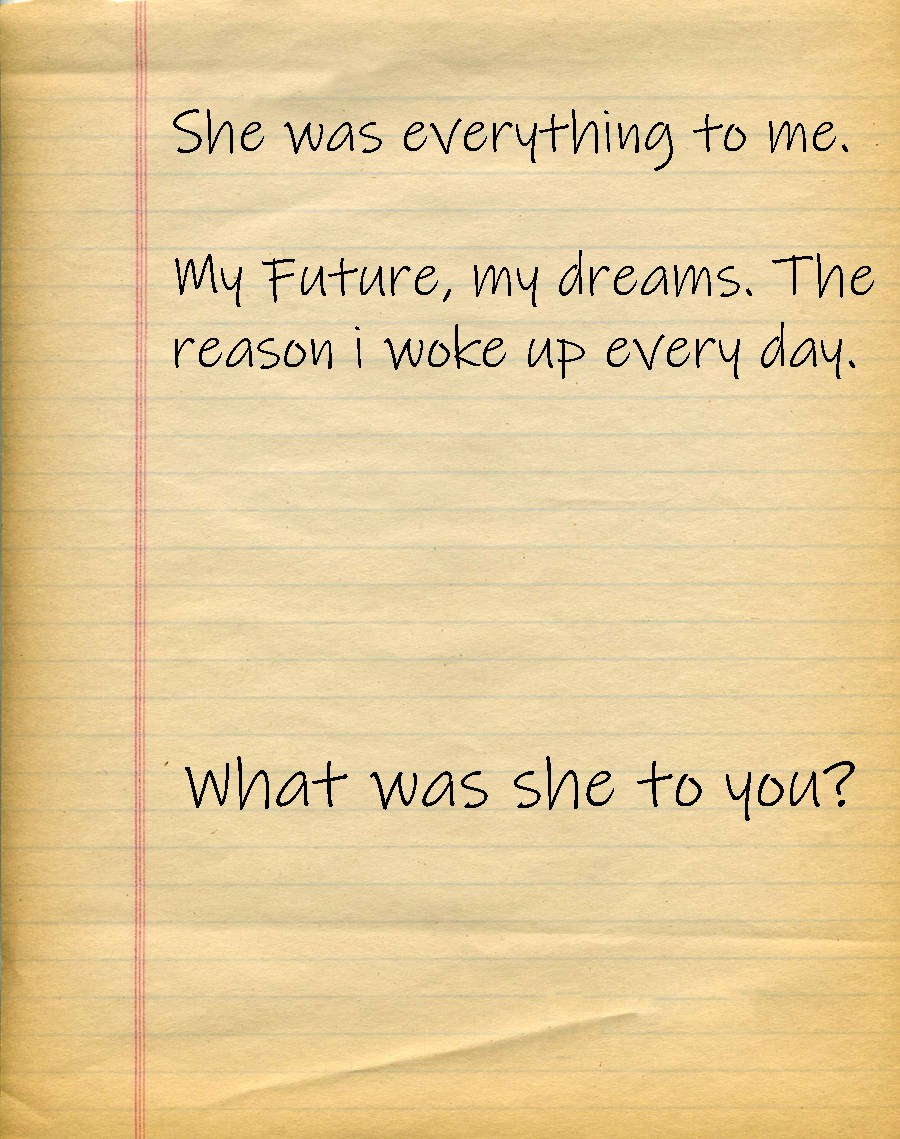 She was everything to me.
My Future, my dreams. The
reason i woke up every day.
What was she to you?